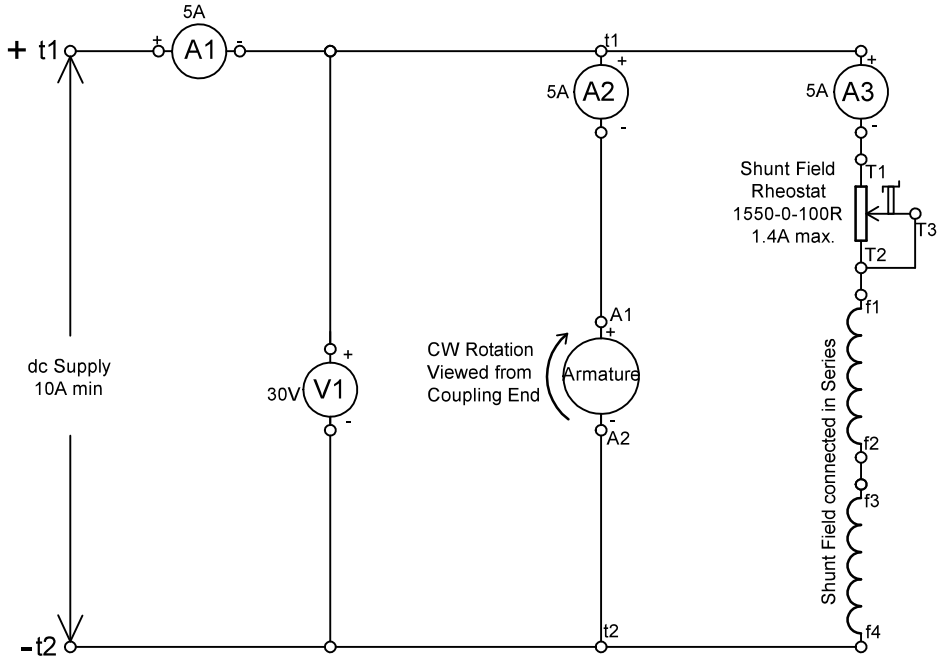 5A
+ t1
+
A1
-
t1
+
5A
A2
-
+
5A
A3
-
T1
Shunt Field
Rheostat
1550-0-100R
1.4A max.
T3
T2
f1
dc Supply
10A min
+
30V
V1
-
CW Rotation
Viewed from
Coupling End
A1
+
Armature
-
A2
Shunt Field connected in Series
f2
f3
f4
-t2
t2